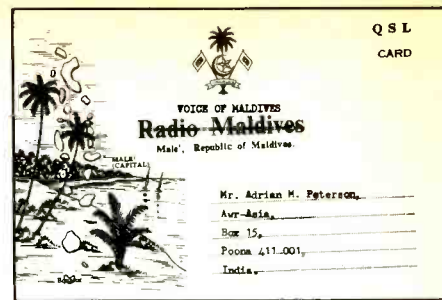 Q S L
CARD
VOICE OF MALDIVES
Radio Maldives
Male', Republic of Maldives.
MALE'
(CAPITAL)
Mr. Adrian M. Peterson,
Awr-Asia,
Box 15,
Poona 411 001,
India.